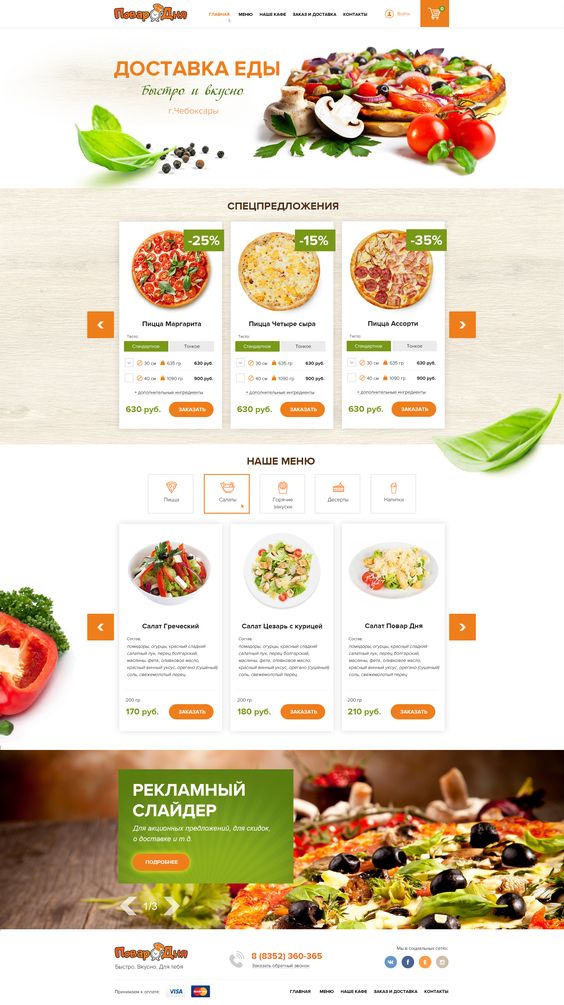 Повар Дня
ГЛАВНАЯ МЕНЮ НАШЕ КАФЕ ЗАКАЗ И ДОСТАВКА КОНТАКТЫ
Войти
0
ДОСТАВКА ЕДЫ
Быстро и вкусно
г.Чебоксары
СПЕЦПРЕДЛОЖЕНИЯ
-25%
Пицца Маргарита
Тесто:
Стандартное Тонкое
30 см 635 гр 630 руб.
40 см 1090 гр 900 руб.
+ дополнительные ингредиенты
630 руб. ЗАКАЗАТЬ
-15%
Пицца Четыре сыра
Тесто:
Стандартное Тонкое
30 см 635 гр 630 руб.
40 см 1090 гр 900 руб.
+ дополнительные ингредиенты
630 руб. ЗАКАЗАТЬ
-35%
Пицца Ассорти
Тесто:
Стандартное Тонкое
30 см 635 гр 630 руб.
40 см 1090 гр 900 руб.
+ дополнительные ингредиенты
630 руб. ЗАКАЗАТЬ
НАШЕ МЕНЮ
Пицца
Салаты
Горячие
закуски
Десерты
Напитки
Салат Греческий
Состав:
помидоры, огурцы, красный сладкий
салатный лук, перец болгарский,
маслины, фета, оливковое масло,
красный винный уксус, орегано (сушеный)
соль, свежемолотый перец
200 гр
170 руб. ЗАКАЗАТЬ
Салат Цезарь с курицей
Состав:
помидоры, огурцы, красный сладкий
салатный лук, перец болгарский,
маслины, фета, оливковое масло,
красный винный уксус, орегано (сушеный)
соль, свежемолотый перец
200 гр
180 руб. ЗАКАЗАТЬ
Салат Повар Дня
Состав:
помидоры, огурцы, красный сладкий
салатный лук, перец болгарский,
маслины, фета, оливковое масло,
красный винный уксус, орегано (сушеный)
соль, свежемолотый перец
200 гр
210 руб. ЗАКАЗАТЬ
РЕКЛАМНЫЙ
СЛАЙДЕР
Для акционных предложений, для скидок,
о доставке и т.д.
ПОДРОБНЕЕ
1/3
Повар Дня
Быстро. Вкусно. Для тебя
8 (8352) 360-365
Заказать обратный звонок
Мы в социальных сетях:
Принимаем к оплате: VISA MasterCard
ГЛАВНАЯ МЕНЮ НАШЕ КАФЕ ЗАКАЗ И ДОСТАВКА КОНТАКТЫ